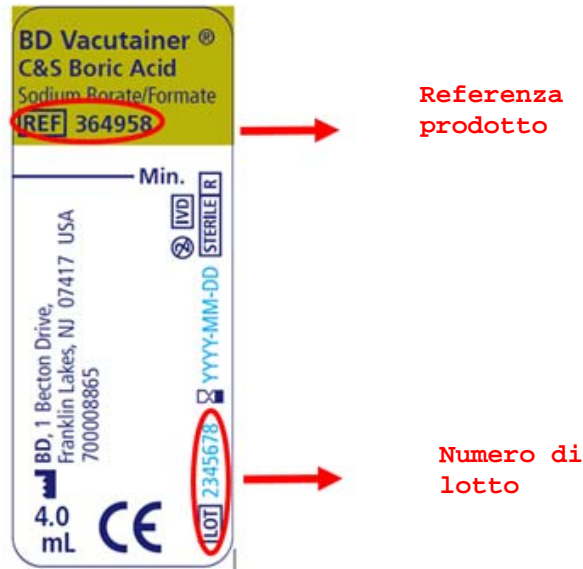 BD Vacutainer ®
C&S Boric Acid
Sodium Borate/Formate
REF 364958
Referenza
prodotto
Min.
IVD
STERILE R
YYYY-MM-DD
LOT 2345678
BD, 1 Becton Drive,
Franklin Lakes, NJ 07417 USA
700008865
4.0
mL
CE
Numero di
lotto